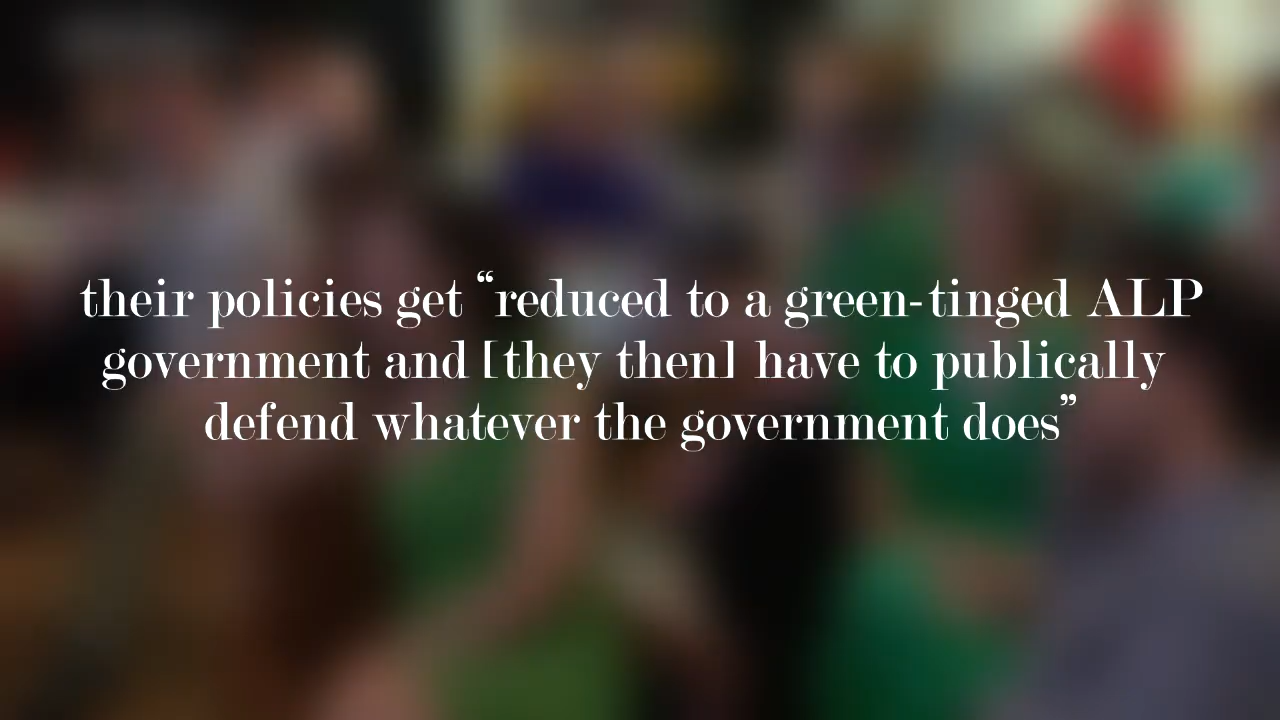 their policies get “reduced to a green-tinged ALP
government and [they then] have to publically
defend whatever the government does”